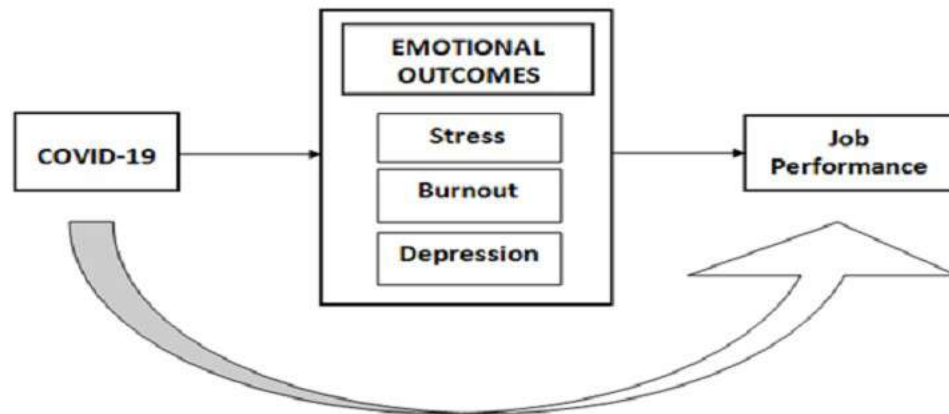 EMOTIONAL
OUTCOMES
COVID-19
Stress
Burnout
Depression
Job
Performance